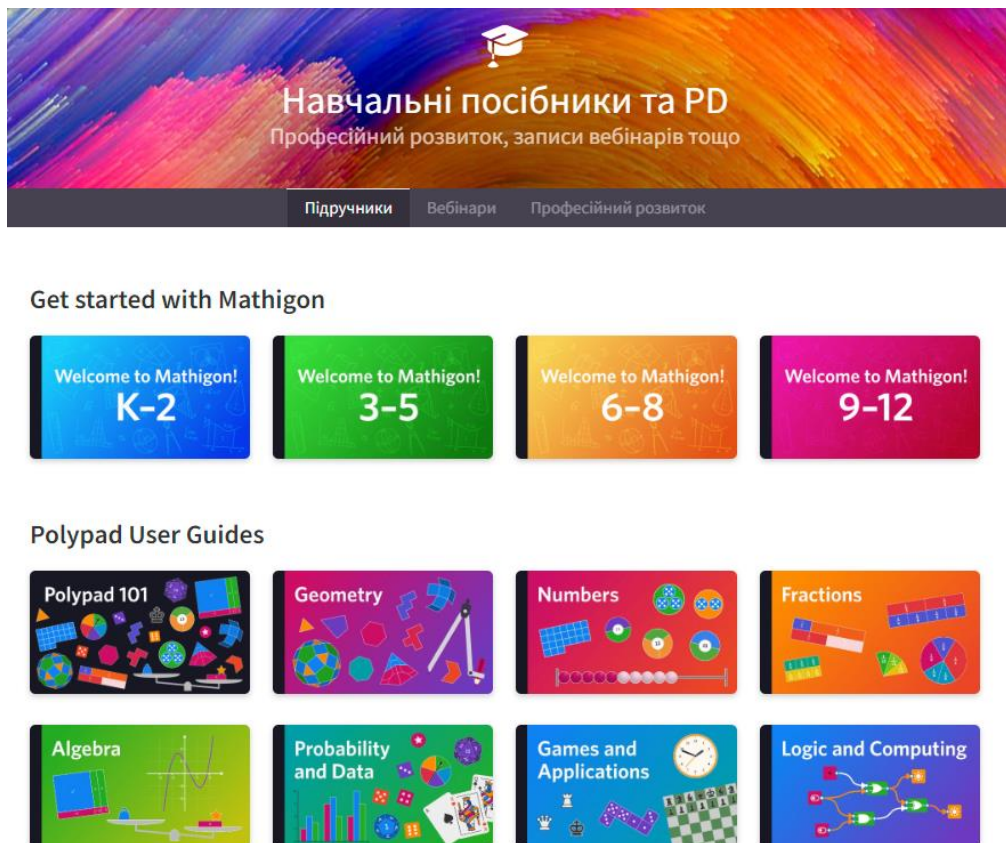 Навчальні посібники та PD
Професійний розвиток, записи вебінарів тощо
Підручники Вебінари Професійний розвиток
Get started with Mathigon
Welcome to Mathigon!
K-2
Welcome to Mathigon!
3-5
Welcome to Mathigon!
6-8
Welcome to Mathigon!
9-12
Polypad User Guides
Polypad 101
Geometry
Numbers
Fractions
Algebra
Probability
and Data
Games and
Applications
Logic and Computing